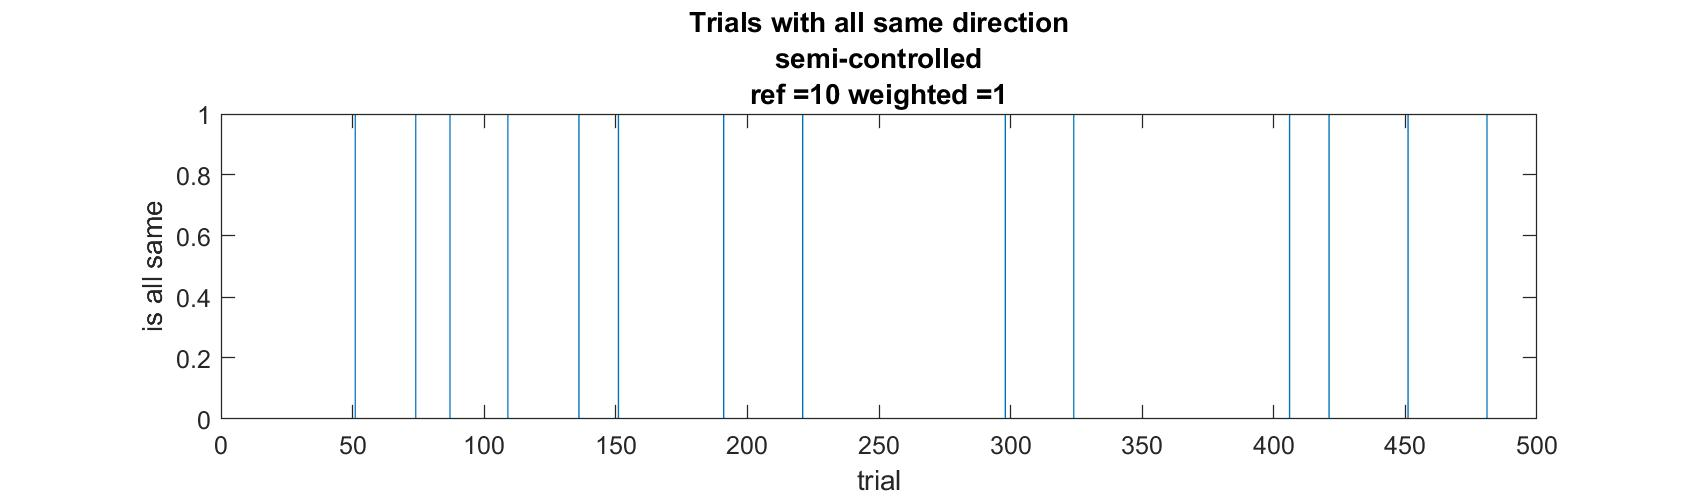 Trials with all same direction
semi-controlled
ref =10 weighted =1
1
0.8
0.6
0.4
0.2
0
is all same
0 50 100 150 200 250 300 350 400 450 500
trial